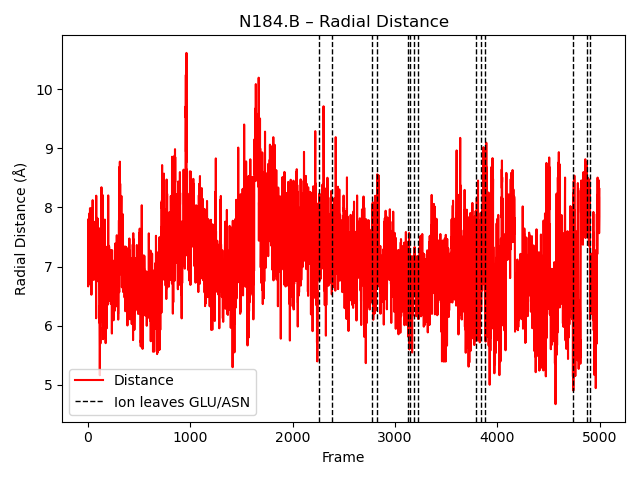 N184.B – Radial Distance
Radial Distance (Å)
10
9
8
7
6
5
Distance
Ion leaves GLU/ASN
0 1000 2000 3000 4000 5000
Frame